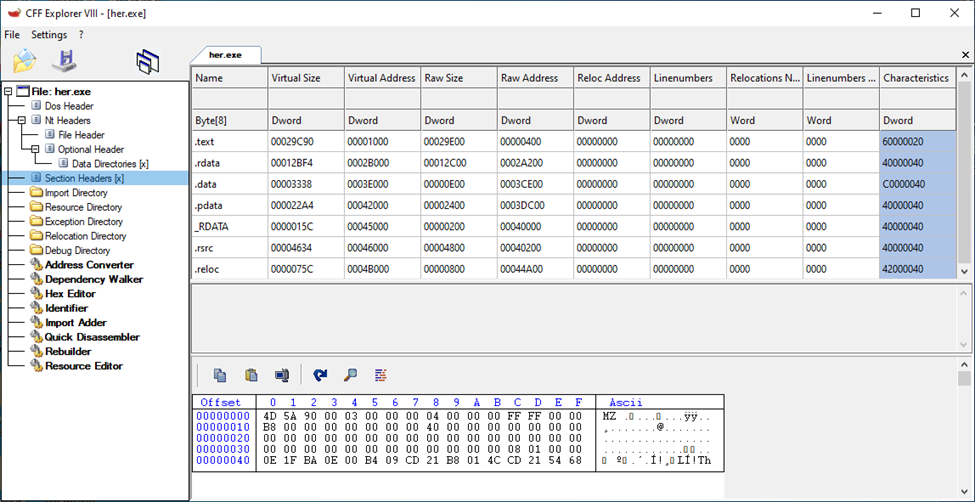 CFF Explorer VIII - [her.exe]
File Settings ?
her.exe
File: her.exe
Dos Header
Nt Headers
File Header
Optional Header
Data Directories [x]
Section Headers [x]
Import Directory
Resource Directory
Exception Directory
Relocation Directory
Debug Directory
Address Converter
Dependency Walker
Hex Editor
Identifier
Import Adder
Quick Disassembler
Rebuilder
Resource Editor
Name Virtual Size Virtual Address Raw Size Raw Address Reloc Address Linenumbers Relocations N... Linenumbers ... Characteristics
Byte[8] Dword Dword Dword Dword Dword Dword Word Word Dword
.text 00029C90 00001000 00029E00 00000400 00000000 00000000 0000 0000 60000020
.rdata 00012BF4 0002B000 00012C00 0002A200 00000000 00000000 0000 0000 40000040
.data 00003338 0003E000 00000E00 0003CE00 00000000 00000000 0000 0000 C0000040
.pdata 000022A4 00042000 00002400 0003DC00 00000000 00000000 0000 0000 40000040
_RDATA 0000015C 00045000 00000200 00040000 00000000 00000000 0000 0000 40000040
.rsrc 00004634 00046000 00004800 00040200 00000000 00000000 0000 0000 40000040
.reloc 0000075C 0004B000 00000800 00044A00 00000000 00000000 0000 0000 42000040
Offset 0 1 2 3 4 5 6 7 8 9 A B C D E F Ascii
00000000 4D 5A 90 00 03 00 00 00 04 00 00 00 FF FF 00 00 MZ .▯...▯...ÿÿ..
00000010 B8 00 00 00 00 00 00 00 40 00 00 00 00 00 00 00 ¸.......@.......
00000020 00 00 00 00 00 00 00 00 00 00 00 00 00 00 00 00 ................
00000030 00 00 00 00 00 00 00 00 00 00 00 00 08 01 00 00 ............▯▯..
00000040 0E 1F BA 0E 00 B4 09 CD 21 B8 01 4C CD 21 54 68 ▯ º▯.´.Í!¸▯LÍ!Th